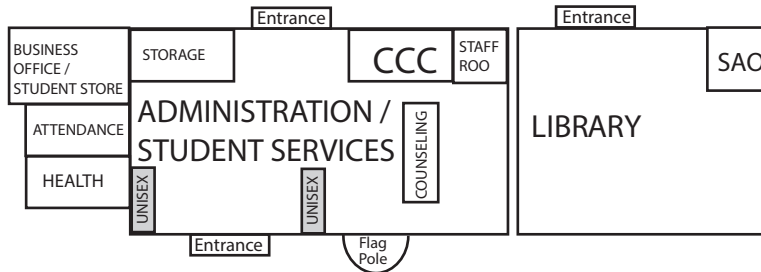 Entrance
Entrance
BUSINESS
OFFICE /
STUDENT STORE
STORAGE
CCC
STAFF
ROO
SAO
ATTENDANCE
ADMINISTRATION /
STUDENT SERVICES
COUNSELING
LIBRARY
HEALTH
UNISEX
UNISEX
Entrance
Flag
Pole